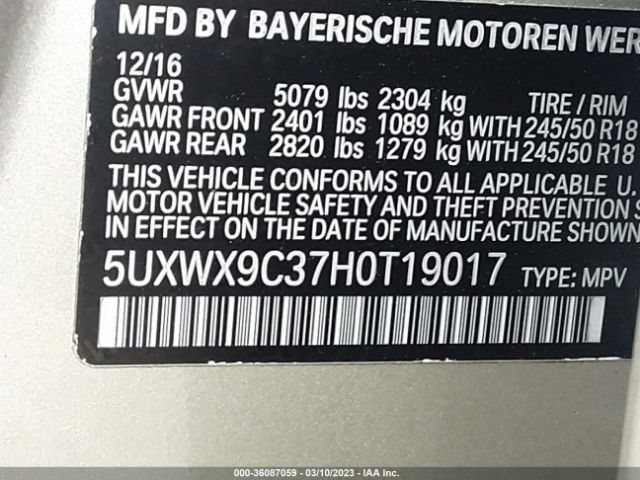 MFD BY BAYERISCHE MOTOREN WER
12/16
GVWR 5079 lbs 2304 kg TIRE / RIM
GAWR FRONT 2401 lbs 1089 kg WITH 245/50 R18
GAWR REAR 2820 lbs 1279 kg WITH 245/50 R18
THIS VEHICLE CONFORMS TO ALL APPLICABLE U.
MOTOR VEHICLE SAFETY AND THEFT PREVENTION S
IN EFFECT ON THE DATE OF MANUFACTURE SHOWN
5UXWX9C37H0T19017 TYPE: MPV
000-36087059 - 03/10/2023 - IAA Inc.